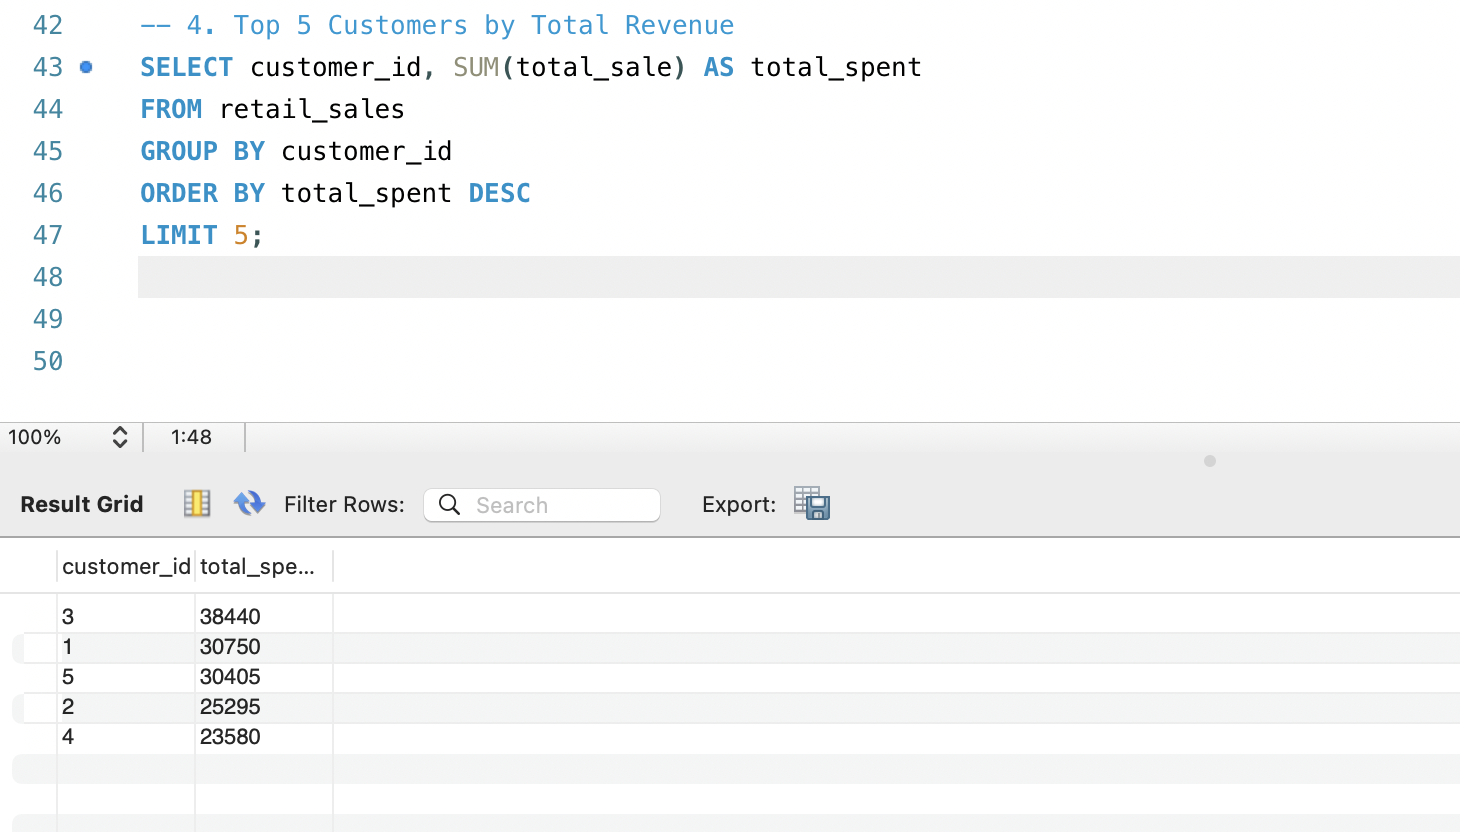 42 -- 4. Top 5 Customers by Total Revenue
43 SELECT customer_id, SUM(total_sale) AS total_spent
44 FROM retail_sales
45 GROUP BY customer_id
46 ORDER BY total_spent DESC
47 LIMIT 5;
48
49
50
100% 1:48
Result Grid Filter Rows: Search Export:
customer_id total_spe...
3 38440
1 30750
5 30405
2 25295
4 23580